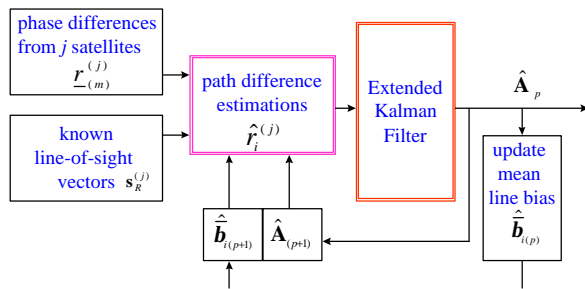 phase differences
from j satellites
r̲₍ₘ₎⁽ʲ⁾
known
line-of-sight
vectors s_R^(j)
path difference
estimations
r̂_i^(j)
Extended
Kalman
Filter
Â_p
update
mean
line bias
b̄̂_i(p)
b̄̂_i(p+1)
Â_(p+1)